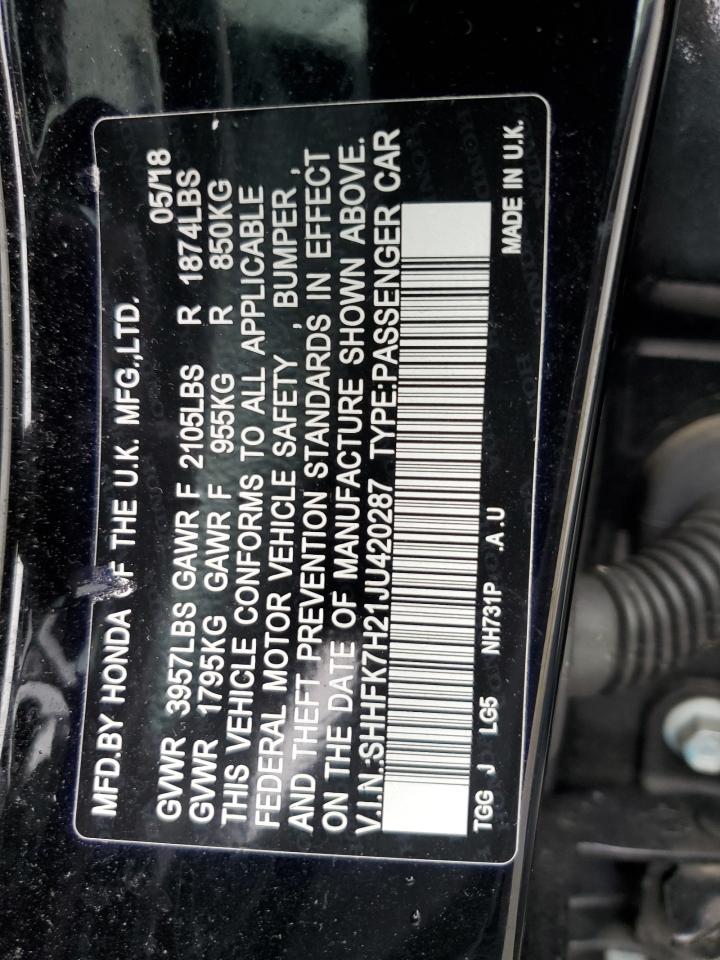 MFD.BY HONDA OF THE U.K. MFG.,LTD. 05/18
GVWR 3957LBS GAWR F 2105LBS R 1874LBS
GVWR 1795KG GAWR F 955KG R 850KG
THIS VEHICLE CONFORMS TO ALL APPLICABLE
FEDERAL MOTOR VEHICLE SAFETY , BUMPER ,
AND THEFT PREVENTION STANDARDS IN EFFECT
ON THE DATE OF MANUFACTURE SHOWN ABOVE.
V.I.N.:SHHFK7H21JU420287 TYPE:PASSENGER CAR
TGG J LG5 NH731P .A.U MADE IN U.K.